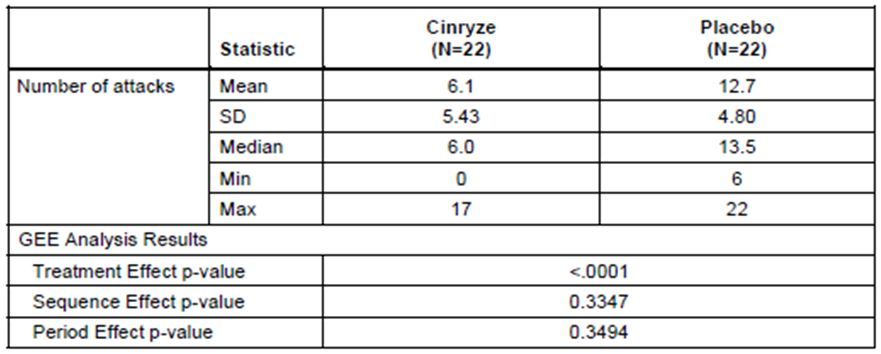 Statistic Cinryze (N=22) Placebo (N=22)
Number of attacks Mean 6.1 12.7
SD 5.43 4.80
Median 6.0 13.5
Min 0 6
Max 17 22
GEE Analysis Results
Treatment Effect p-value <.0001
Sequence Effect p-value 0.3347
Period Effect p-value 0.3494